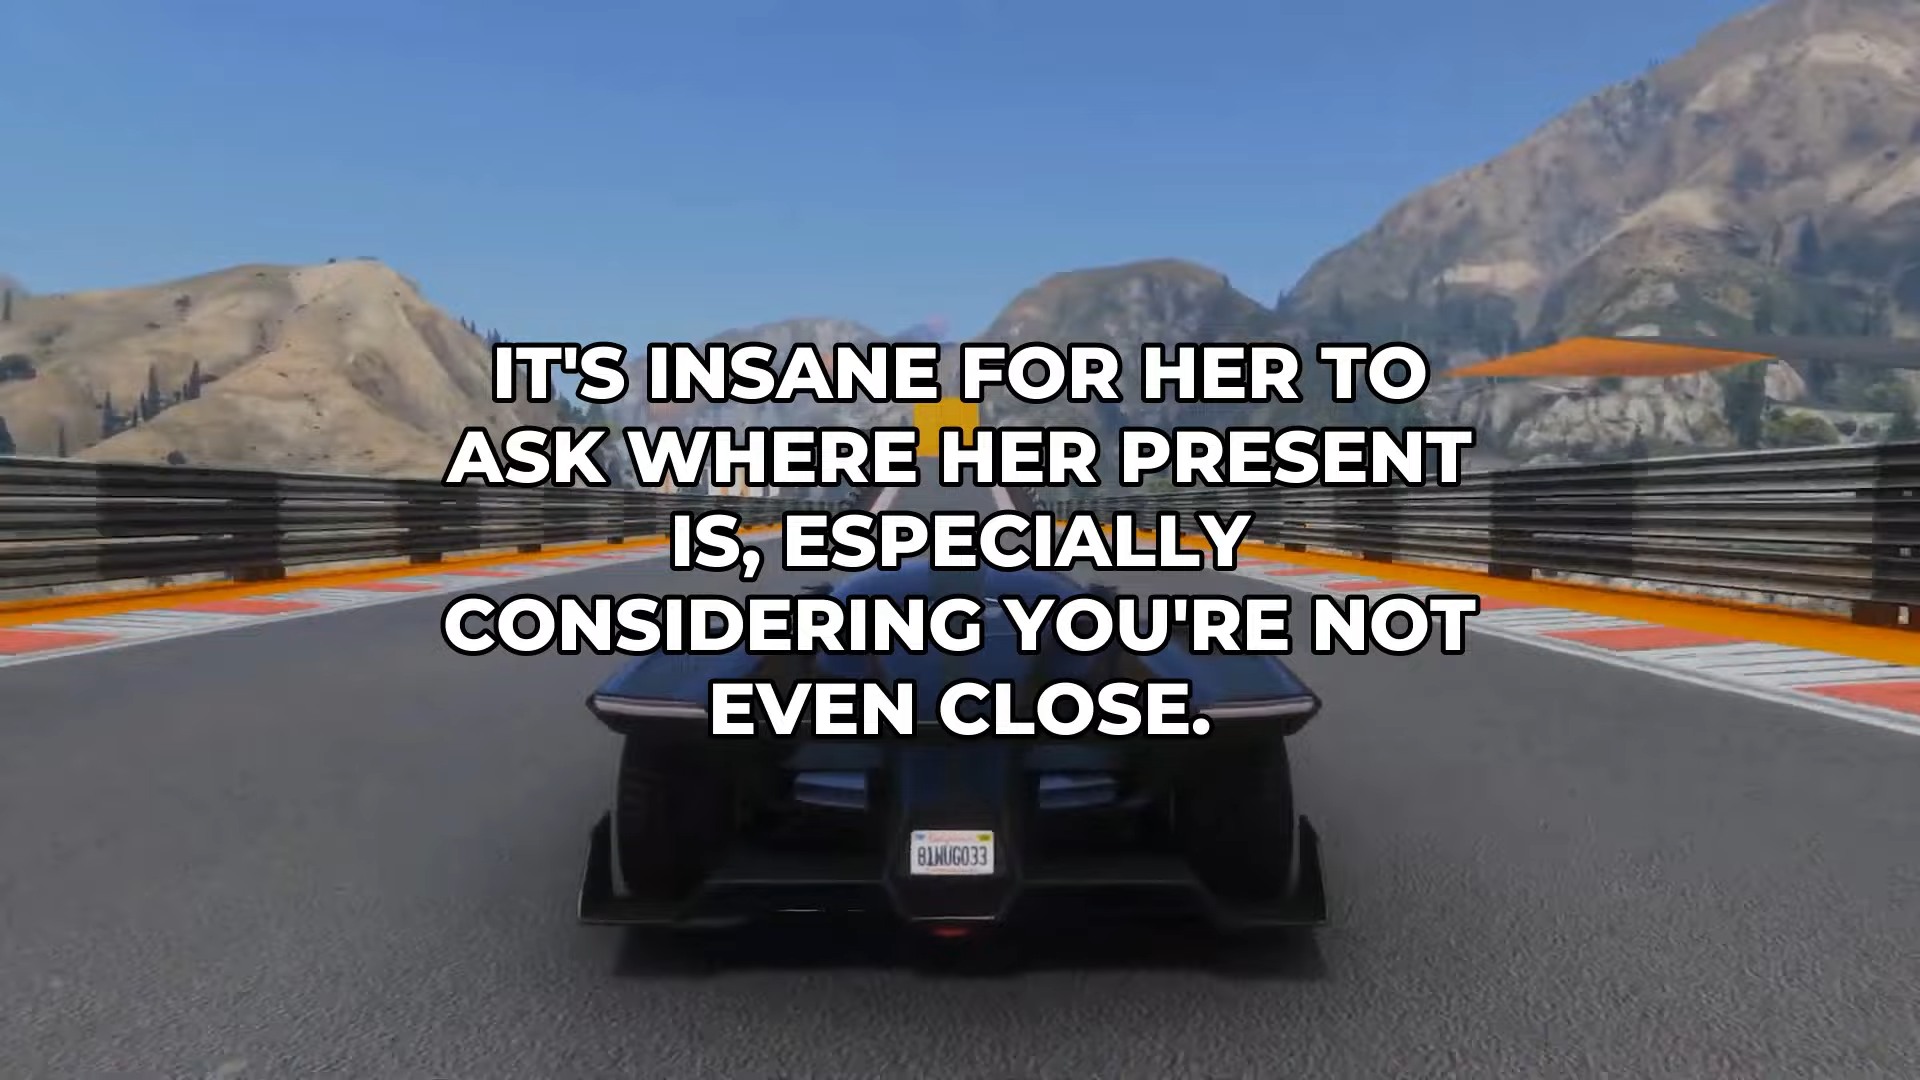 IT'S INSANE FOR HER TO
ASK WHERE HER PRESENT
IS, ESPECIALLY
CONSIDERING YOU'RE NOT
EVEN CLOSE.